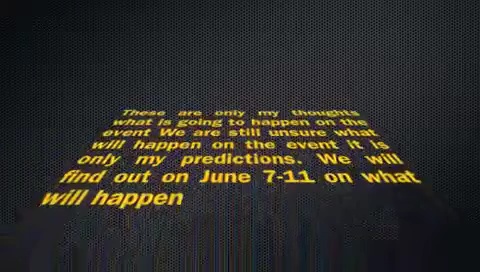 These are only my thoughts
what is going to happen on the
event We are still unsure what
will happen on the event It is
only my predictions. We will
find out on June 7-11 on what
will happen